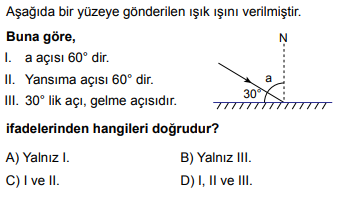 Aşağıda bir yüzeye gönderilen ışık ışını verilmiştir.
Buna göre,
I. a açısı 60° dir.
II. Yansıma açısı 60° dir.
III. 30° lik açı, gelme açısıdır.
N
a
30°
ifadelerinden hangileri doğrudur?
A) Yalnız I.
B) Yalnız III.
C) I ve II.
D) I, II ve III.